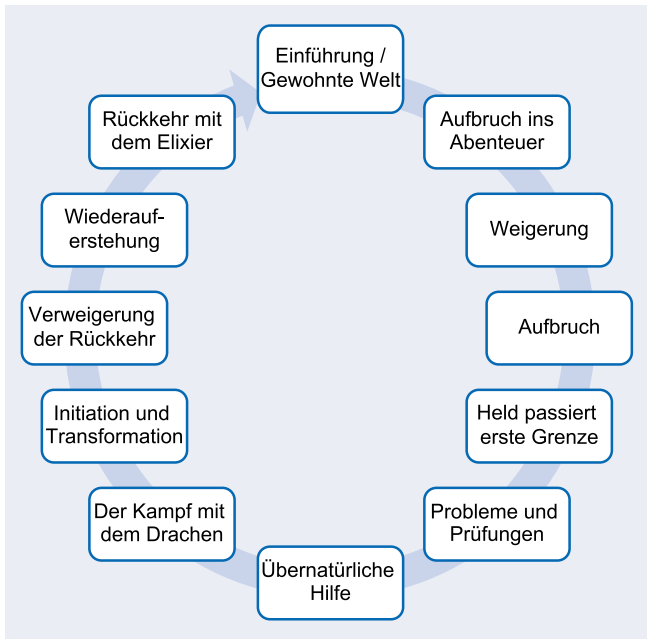 Einführung /
Gewohnte Welt
Aufbruch ins
Abenteuer
Weigerung
Aufbruch
Held passiert
erste Grenze
Probleme und
Prüfungen
Übernatürliche
Hilfe
Der Kampf mit
dem Drachen
Initiation und
Transformation
Verweigerung
der Rückkehr
Wiederauf-
erstehung
Rückkehr mit
dem Elixier